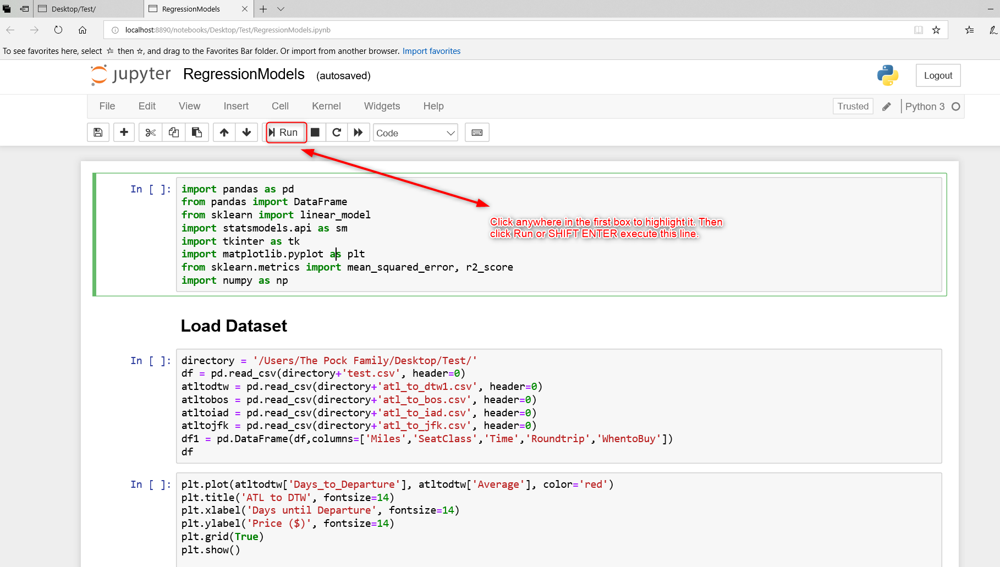 Desktop/Test/
RegressionModels
localhost:8890/notebooks/Desktop/Test/RegressionModels.ipynb
To see favorites here, select ☆ then ☆, and drag to the Favorites Bar folder. Or import from another browser. Import favorites
jupyter RegressionModels (autosaved)
Logout
File Edit View Insert Cell Kernel Widgets Help
Trusted Python 3
Run Code
In [ ]:
import pandas as pd
from pandas import DataFrame
from sklearn import linear_model
import statsmodels.api as sm
import tkinter as tk
import matplotlib.pyplot as plt
from sklearn.metrics import mean_squared_error, r2_score
import numpy as np
Click anywhere in the first box to highlight it. Then
click Run or SHIFT ENTER execute this line.
Load Dataset
In [ ]:
directory = '/Users/The Pock Family/Desktop/Test/'
df = pd.read_csv(directory+'test.csv', header=0)
atltodtw = pd.read_csv(directory+'atl_to_dtw1.csv', header=0)
atltobos = pd.read_csv(directory+'atl_to_bos.csv', header=0)
atltoiad = pd.read_csv(directory+'atl_to_iad.csv', header=0)
atltojfk = pd.read_csv(directory+'atl_to_jfk.csv', header=0)
df1 = pd.DataFrame(df,columns=['Miles','SeatClass','Time','Roundtrip','WhentoBuy'])
df
In [ ]:
plt.plot(atltodtw['Days_to_Departure'], atltodtw['Average'], color='red')
plt.title('ATL to DTW', fontsize=14)
plt.xlabel('Days until Departure', fontsize=14)
plt.ylabel('Price ($)', fontsize=14)
plt.grid(True)
plt.show()